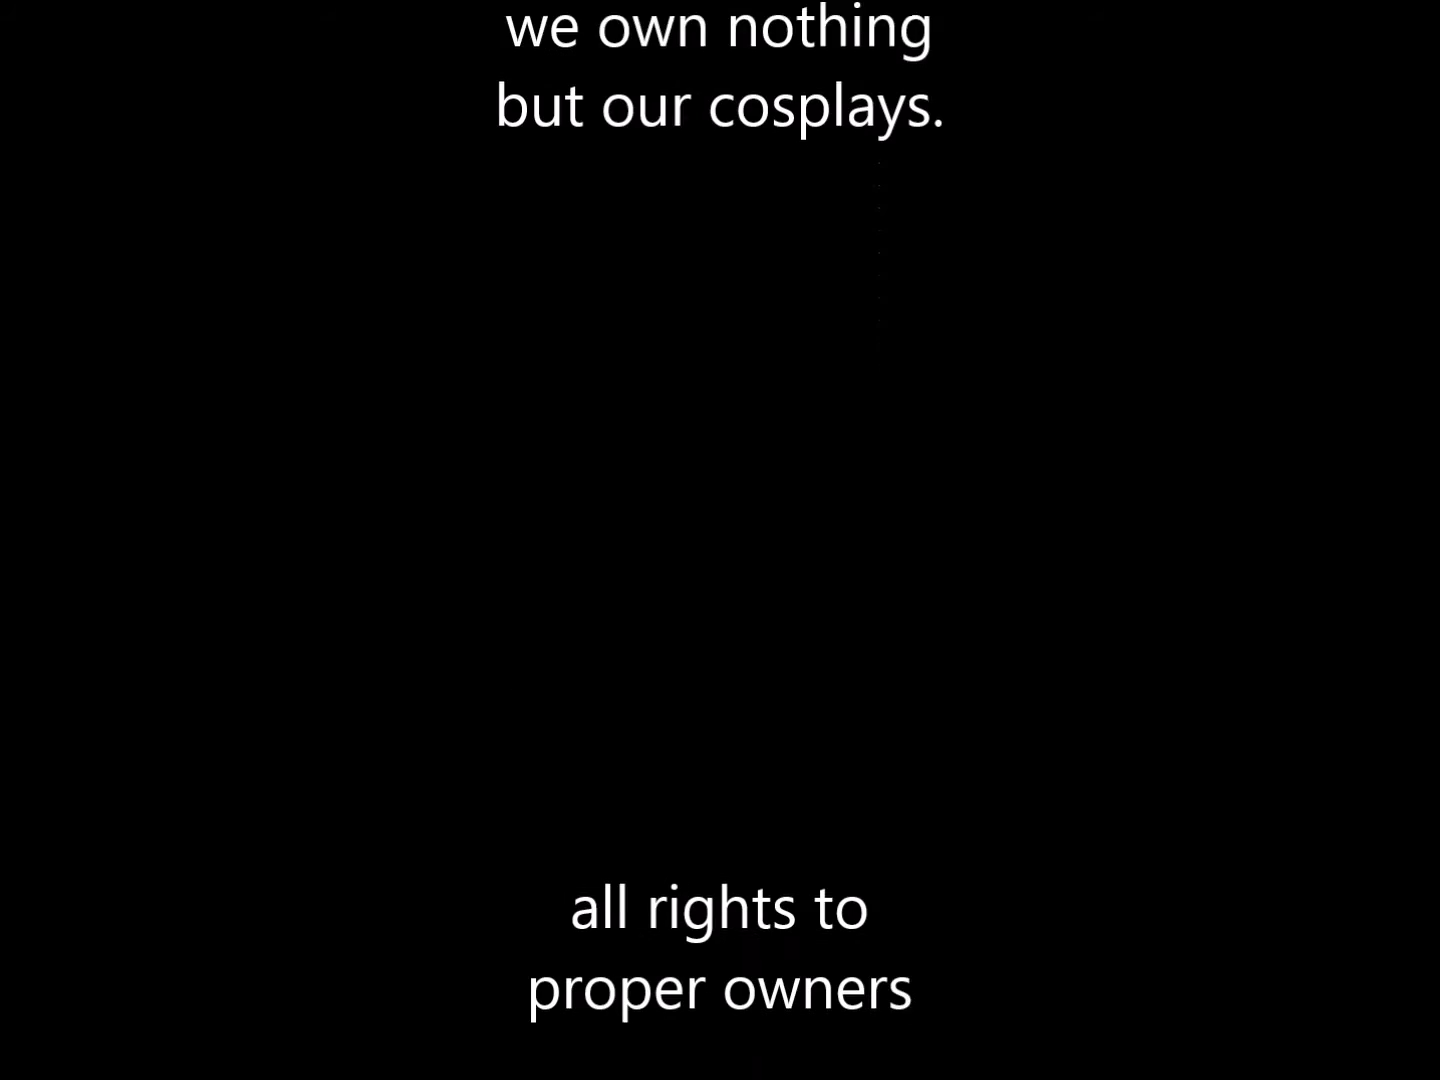 we own nothing
but our cosplays.
all rights to
proper owners